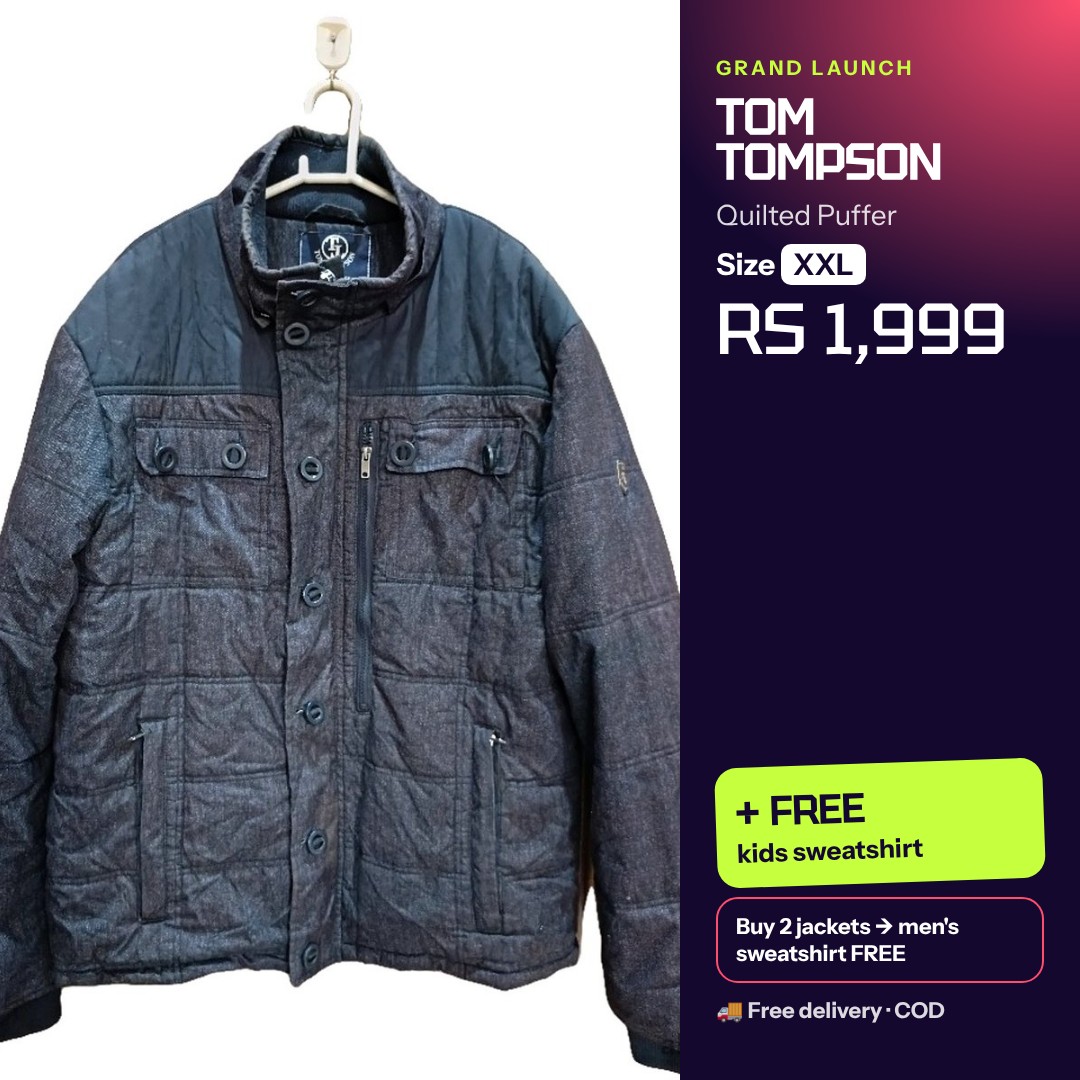 GRAND LAUNCH
TOM
TOMPSON
Quilted Puffer
Size XXL
RS 1,999
+ FREE
kids sweatshirt
Buy 2 jackets → men's
sweatshirt FREE
🚚 Free delivery · COD